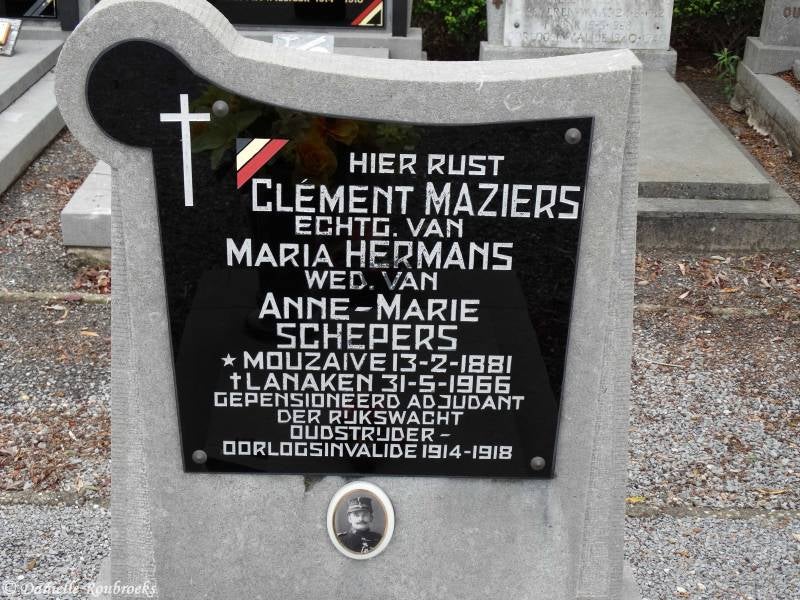 HIER RUST
CLÉMENT MAZIERS
ECHTG. VAN
MARIA HERMANS
WED. VAN
ANNE-MARIE
SCHEPERS
★ MOUZAIVE 13-2-1881
✝ LANAKEN 31-5-1966
GEPENSIONEERD ADJUDANT
DER RIJKSWACHT
OUDSTRIJDER-
OORLOGSINVALIDE 1914-1918
© Danielle Ronbroeks